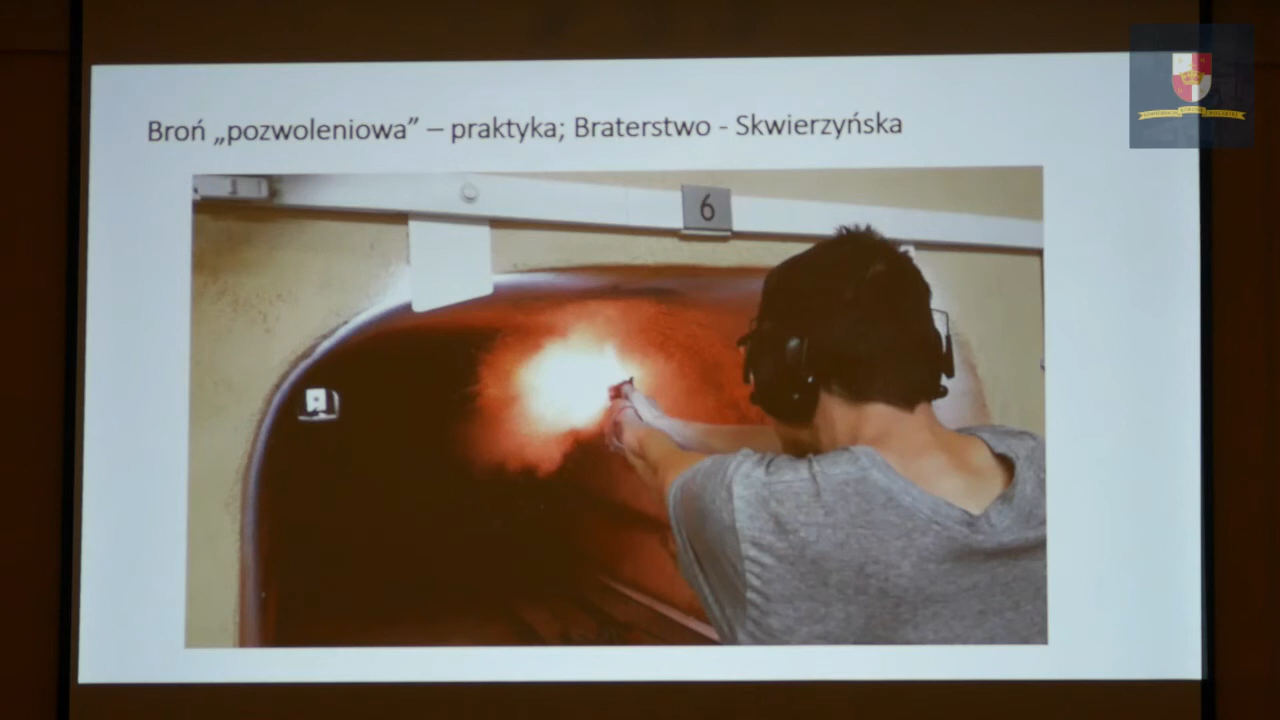 Broń „pozwoleniowa” – praktyka; Braterstwo - Skwierzyńska
6